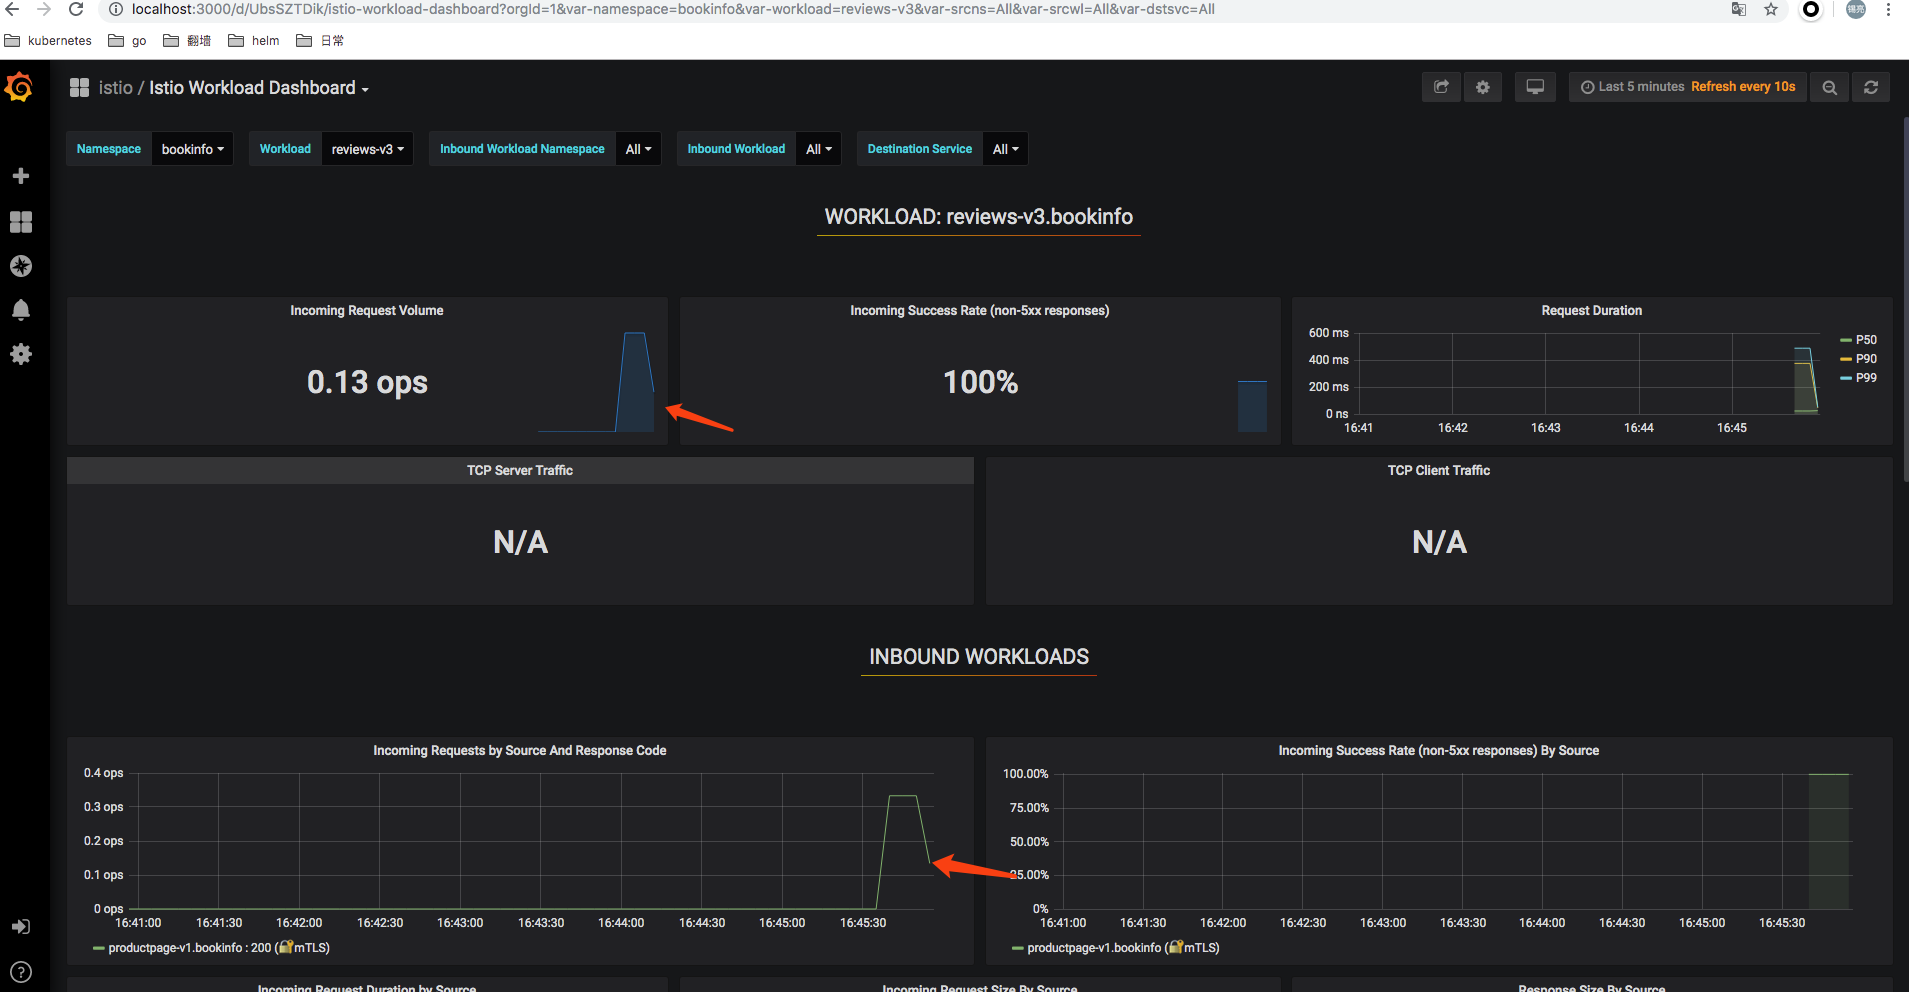 localhost:3000/d/UbsSZTDik/istio-workload-dashboard?orgId=1&var-namespace=bookinfo&var-workload=reviews-v3&var-srcns=All&var-srcwl=All&var-dstsvc=All
锡亮
kubernetes go 翻墙 helm 日常
istio / Istio Workload Dashboard
Last 5 minutes Refresh every 10s
Namespace bookinfo Workload reviews-v3 Inbound Workload Namespace All Inbound Workload All Destination Service All
WORKLOAD: reviews-v3.bookinfo
Incoming Request Volume
0.13 ops
Incoming Success Rate (non-5xx responses)
100%
Request Duration
600 ms
400 ms
200 ms
0 ns
16:41 16:42 16:43 16:44 16:45
P50
P90
P99
TCP Server Traffic
N/A
TCP Client Traffic
N/A
INBOUND WORKLOADS
Incoming Requests by Source And Response Code
0.4 ops
0.3 ops
0.2 ops
0.1 ops
0 ops
16:41:00 16:41:30 16:42:00 16:42:30 16:43:00 16:43:30 16:44:00 16:44:30 16:45:00 16:45:30
productpage-v1.bookinfo : 200 (🔐mTLS)
Incoming Success Rate (non-5xx responses) By Source
100.00%
75.00%
50.00%
25.00%
0%
16:41:00 16:41:30 16:42:00 16:42:30 16:43:00 16:43:30 16:44:00 16:44:30 16:45:00 16:45:30
productpage-v1.bookinfo (🔐mTLS)
Incoming Request Duration by Source
Incoming Request Size By Source
Response Size By Source